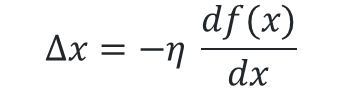 Δx = −η df(x)/dx